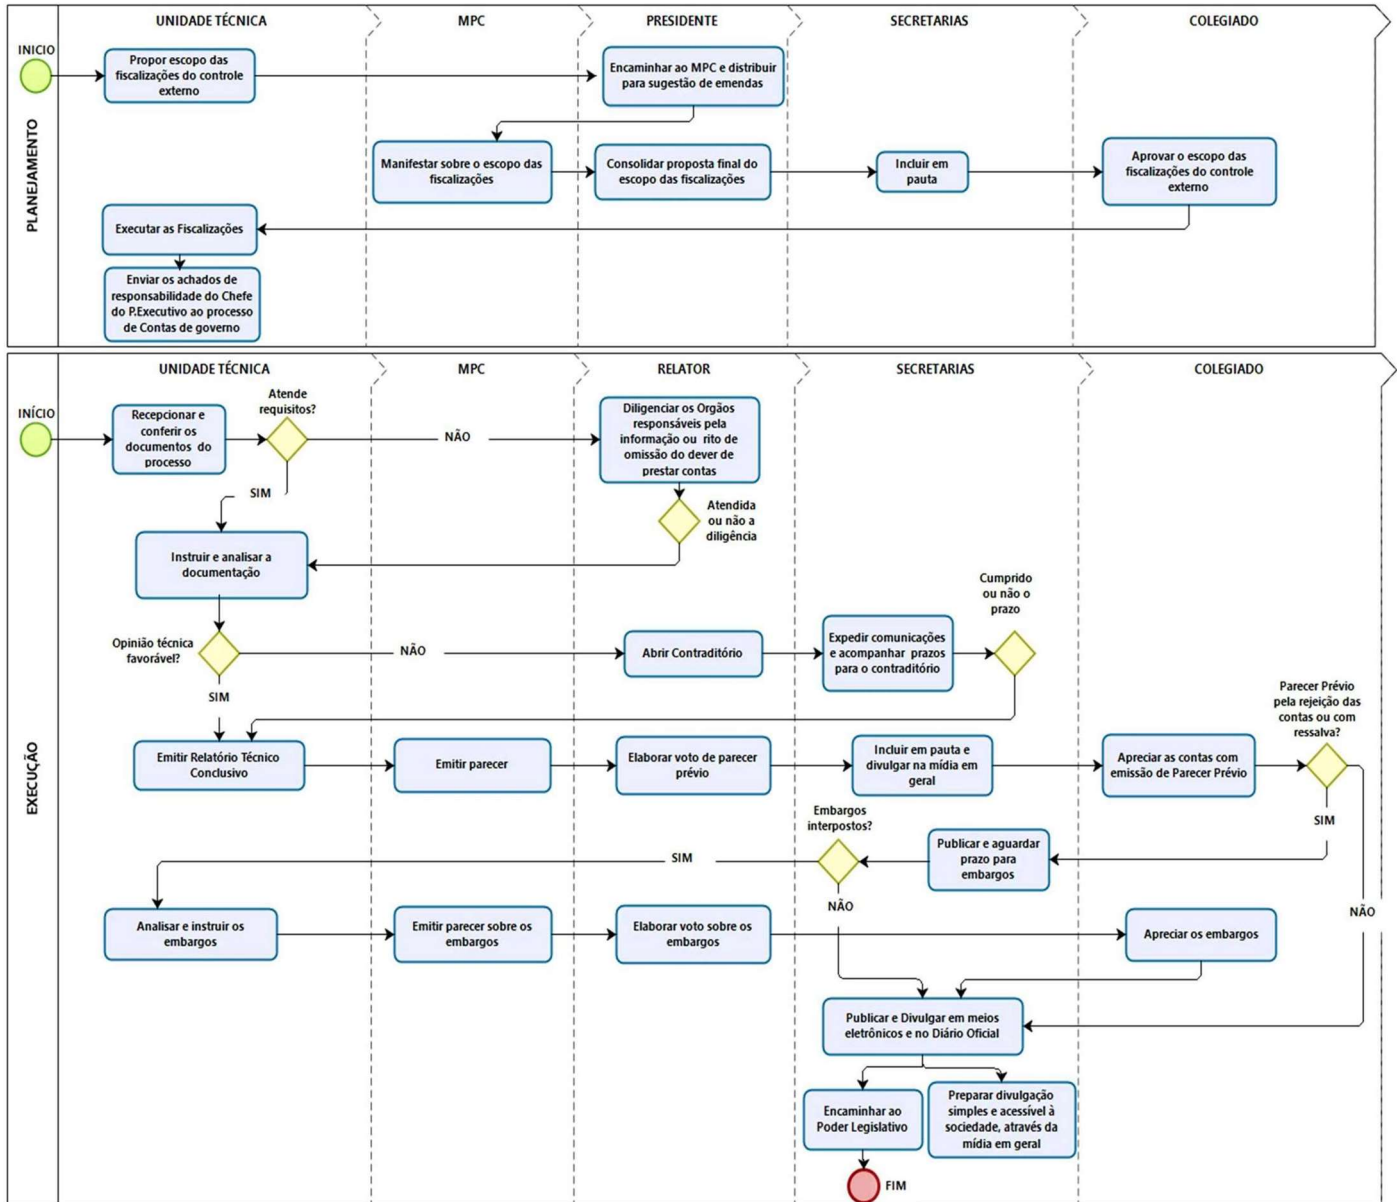 UNIDADE TÉCNICA
MPC
PRESIDENTE
SECRETARIAS
COLEGIADO
PLANEJAMENTO
INICIO
Propor escopo das
fiscalizações do controle
externo
Encaminhar ao MPC e distribuir
para sugestão de emendas
Manifestar sobre o escopo das
fiscalizações
Consolidar proposta final do
escopo das fiscalizações
Incluir em
pauta
Aprovar o escopo das
fiscalizações do controle
externo
Executar as Fiscalizações
Enviar os achados de
responsabilidade do Chefe
do P.Executivo ao processo
de Contas de governo
UNIDADE TÉCNICA
MPC
RELATOR
SECRETARIAS
COLEGIADO
EXECUÇÃO
INÍCIO
Recepcionar e
conferir os
documentos do
processo
Atende
requisitos?
NÃO
Diligenciar os Orgãos
responsáveis pela
informação ou rito de
omissão do dever de
prestar contas
SIM
Atendida
ou não a
diligência
Instruir e analisar a
documentação
Opinião técnica
favorável?
NÃO
Abrir Contraditório
Expedir comunicações
e acompanhar prazos
para o contraditório
Cumprido
ou não o
prazo
SIM
Emitir Relatório Técnico
Conclusivo
Emitir parecer
Elaborar voto de parecer
prévio
Incluir em pauta e
divulgar na mídia em
geral
Apreciar as contas com
emissão de Parecer Prévio
Parecer Prévio
pela rejeição das
contas ou com
ressalva?
SIM
NÃO
Publicar e aguardar
prazo para
embargos
Embargos
interpostos?
SIM
NÃO
Analisar e instruir os
embargos
Emitir parecer sobre os
embargos
Elaborar voto sobre os
embargos
Apreciar os embargos
Publicar e Divulgar em meios
eletrônicos e no Diário Oficial
Encaminhar ao
Poder Legislativo
Preparar divulgação
simples e acessível à
sociedade, através da
mídia em geral
FIM